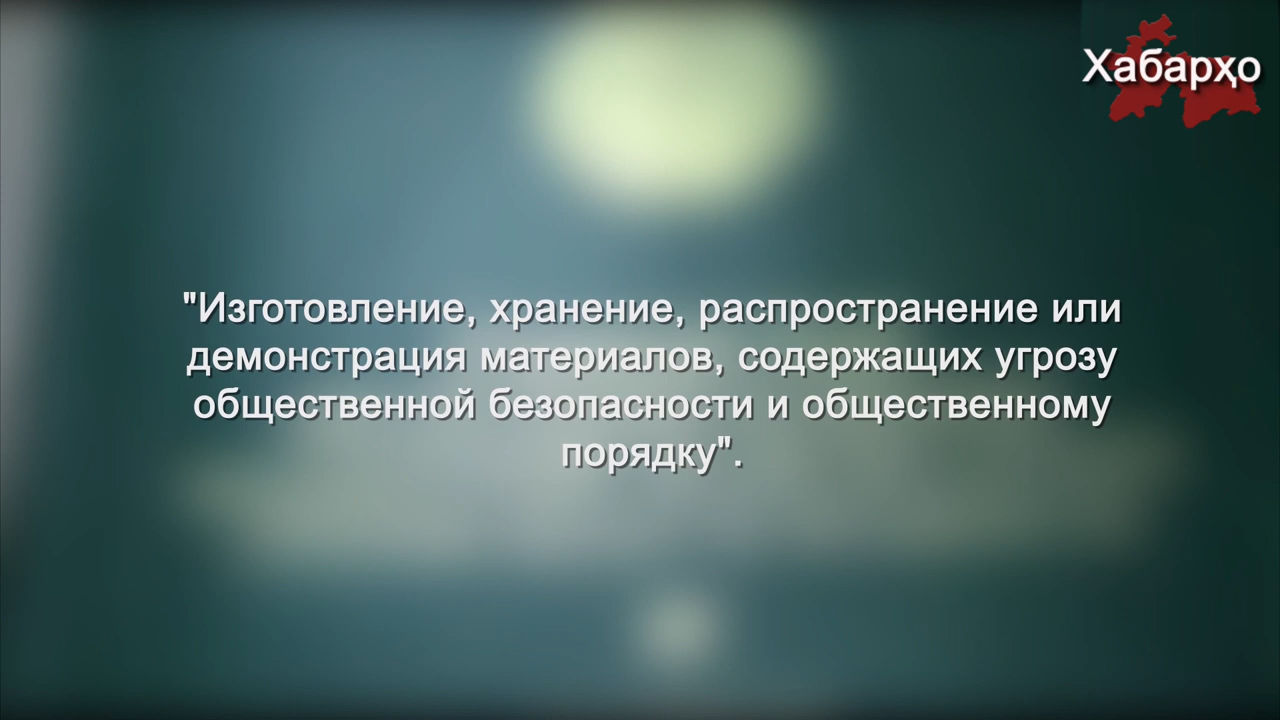 Хабарҳо
"Изготовление, хранение, распространение или
демонстрация материалов, содержащих угрозу
общественной безопасности и общественному
порядку".